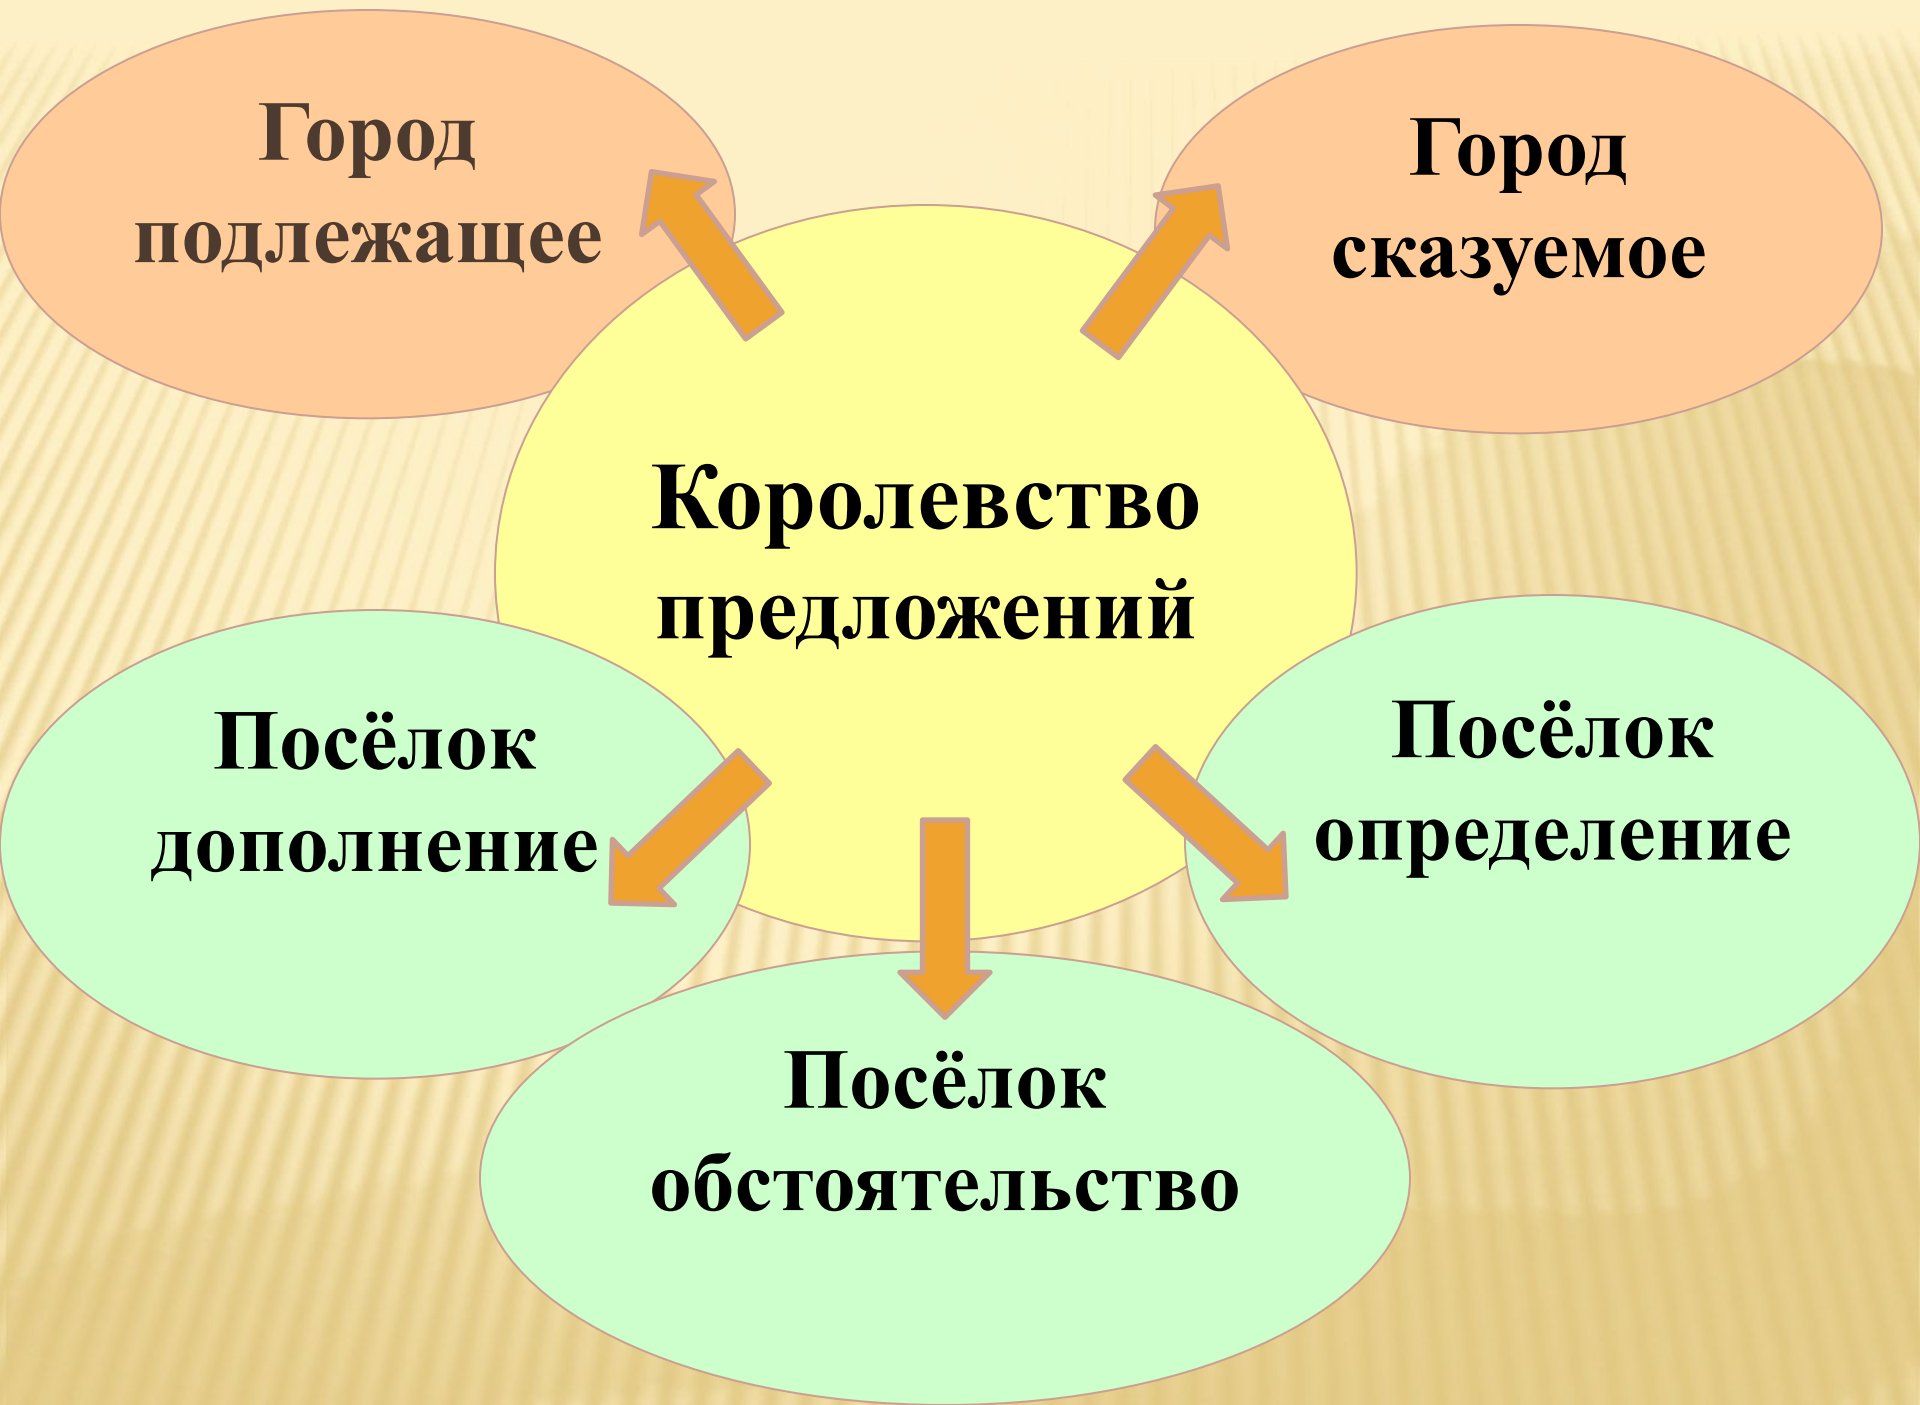 Город
подлежащее
Город
сказуемое
Королевство
предложений
Посёлок
дополнение
Посёлок
определение
Посёлок
обстоятельство